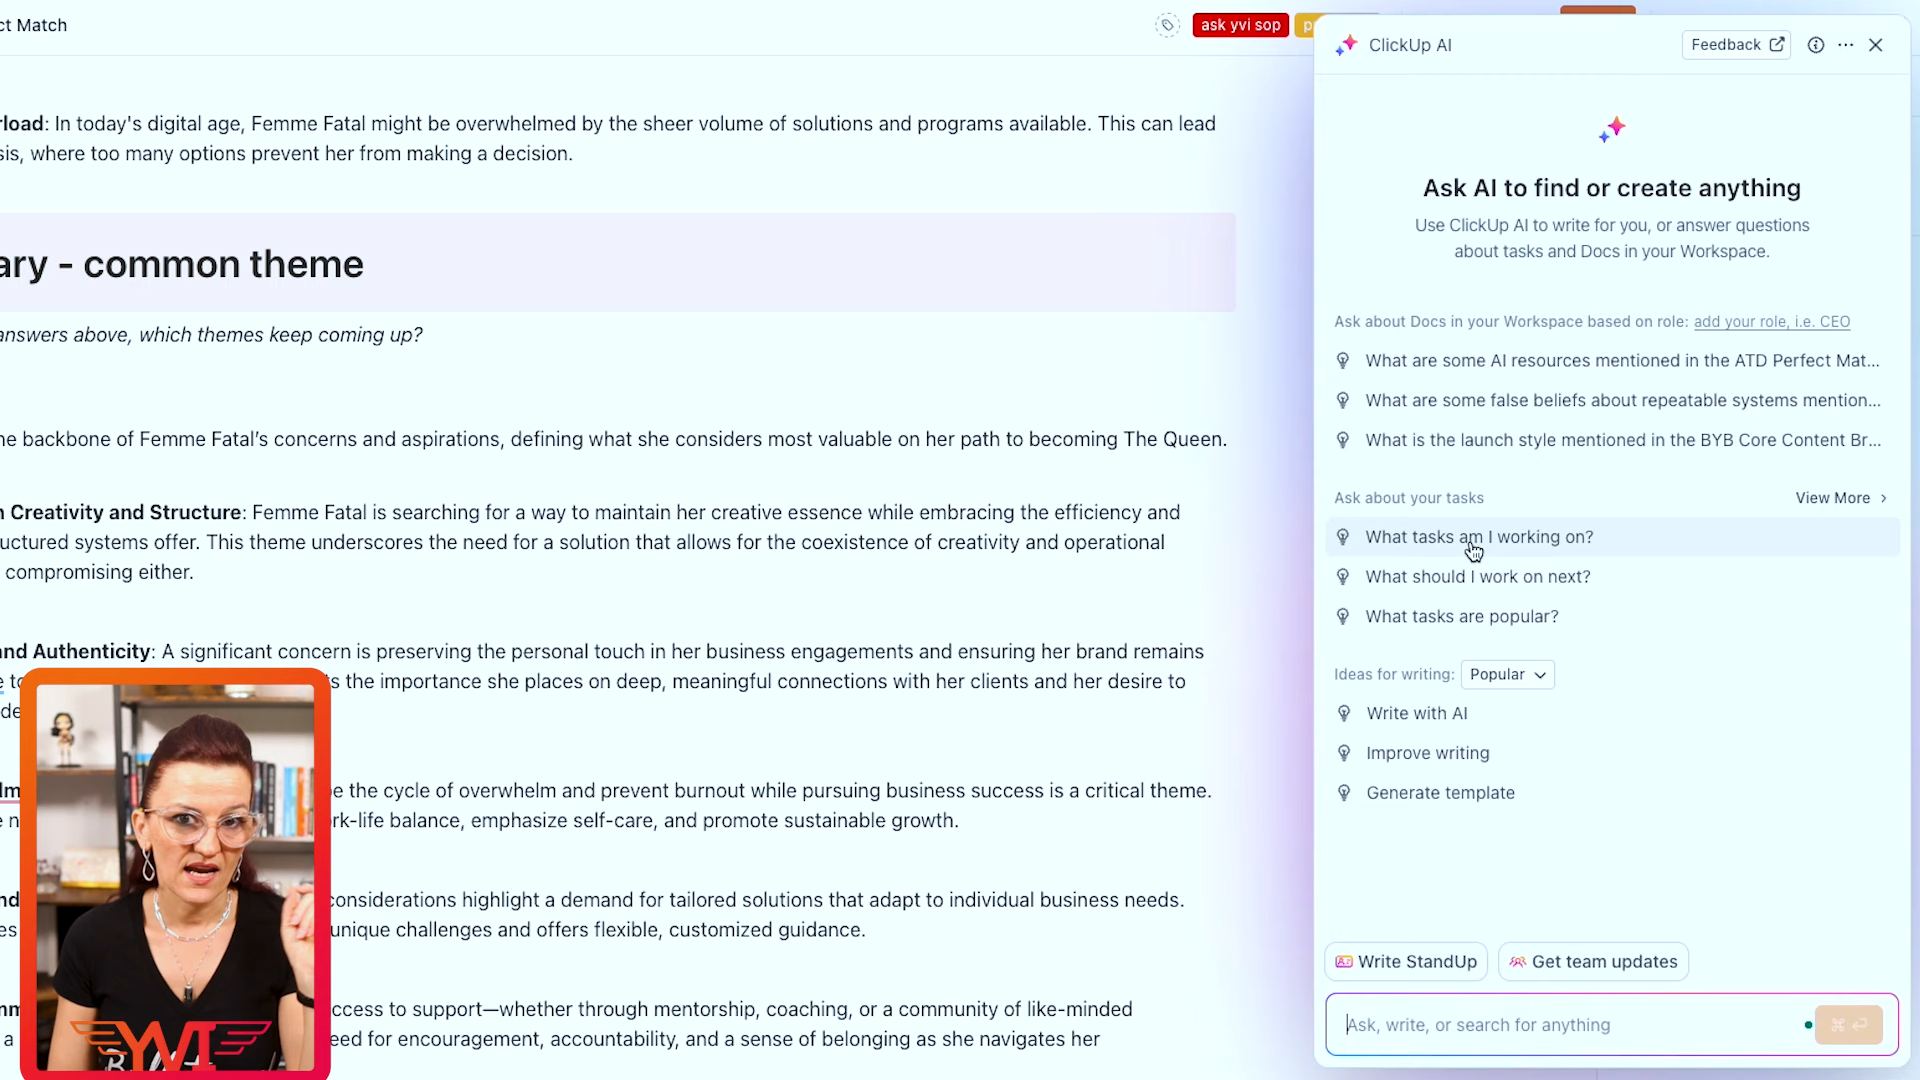 ct Match
ask yvi sop
rload: In today's digital age, Femme Fatal might be overwhelmed by the sheer volume of solutions and programs available. This can lead
sis, where too many options prevent her from making a decision.
ary - common theme
answers above, which themes keep coming up?
he backbone of Femme Fatal’s concerns and aspirations, defining what she considers most valuable on her path to becoming The Queen.
n Creativity and Structure: Femme Fatal is searching for a way to maintain her creative essence while embracing the efficiency and
uctured systems offer. This theme underscores the need for a solution that allows for the coexistence of creativity and operational
compromising either.
and Authenticity: A significant concern is preserving the personal touch in her business engagements and ensuring her brand remains
s the importance she places on deep, meaningful connections with her clients and her desire to
de
e the cycle of overwhelm and prevent burnout while pursuing business success is a critical theme.
rk-life balance, emphasize self-care, and promote sustainable growth.
considerations highlight a demand for tailored solutions that adapt to individual business needs.
unique challenges and offers flexible, customized guidance.
ccess to support—whether through mentorship, coaching, or a community of like-minded
eed for encouragement, accountability, and a sense of belonging as she navigates her
YVI
ClickUp AI
Feedback
Ask AI to find or create anything
Use ClickUp AI to write for you, or answer questions
about tasks and Docs in your Workspace.
Ask about Docs in your Workspace based on role: add your role, i.e. CEO
What are some AI resources mentioned in the ATD Perfect Mat...
What are some false beliefs about repeatable systems mention...
What is the launch style mentioned in the BYB Core Content Br...
Ask about your tasks
View More
What tasks am I working on?
What should I work on next?
What tasks are popular?
Ideas for writing: Popular
Write with AI
Improve writing
Generate template
Write StandUp
Get team updates
Ask, write, or search for anything